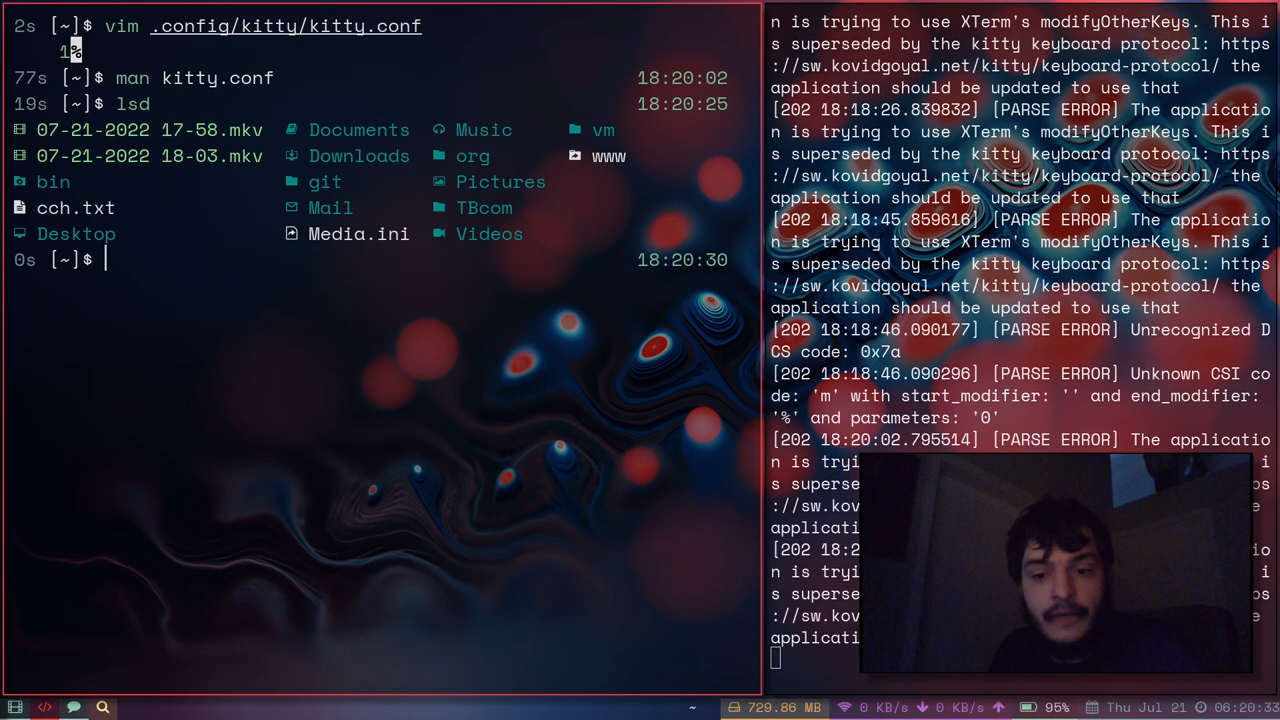 2s [~]$ vim .config/kitty/kitty.conf
1%
77s [~]$ man kitty.conf 18:20:02
19s [~]$ lsd 18:20:25
07-21-2022 17-58.mkv Documents Music vm
07-21-2022 18-03.mkv Downloads org www
bin git Pictures
cch.txt Mail TBcom
Desktop Media.ini Videos
0s [~]$ 18:20:30
n is trying to use XTerm's modifyOtherKeys. This i
s superseded by the kitty keyboard protocol: https
://sw.kovidgoyal.net/kitty/keyboard-protocol/ the
application should be updated to use that
[202 18:18:26.839832] [PARSE ERROR] The applicatio
n is trying to use XTerm's modifyOtherKeys. This i
s superseded by the kitty keyboard protocol: https
://sw.kovidgoyal.net/kitty/keyboard-protocol/ the
application should be updated to use that
[202 18:18:45.859616] [PARSE ERROR] The applicatio
n is trying to use XTerm's modifyOtherKeys. This i
s superseded by the kitty keyboard protocol: https
://sw.kovidgoyal.net/kitty/keyboard-protocol/ the
application should be updated to use that
[202 18:18:46.090177] [PARSE ERROR] Unrecognized D
CS code: 0x7a
[202 18:18:46.090296] [PARSE ERROR] Unknown CSI co
de: 'm' with start_modifier: '' and end_modifier:
'%' and parameters: '0'
[202 18:20:02.795514] [PARSE ERROR] The applicatio
n is tryi i
s superse ps
://sw.kov e
applicati
[202 18:2 io
n is tryi i
s superse ps
://sw.kov e
applicati
~ 729.86 MB 0 KB/s 0 KB/s 95% Thu Jul 21 06:20:33